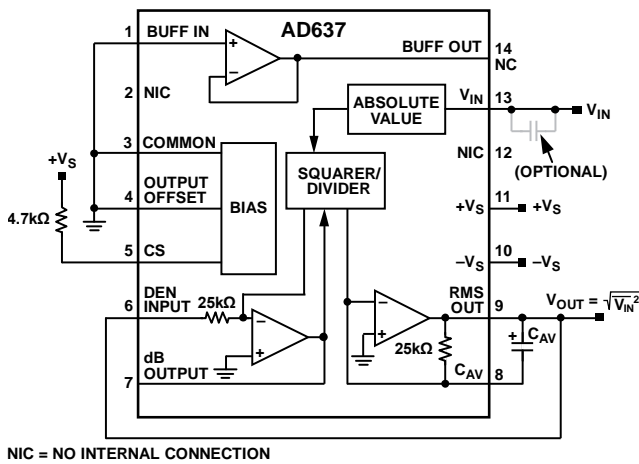 AD637
1 BUFF IN
BUFF OUT 14
NC
2 NIC
ABSOLUTE
VALUE
V_IN 13
V_IN
3 COMMON
NIC 12
(OPTIONAL)
+V_S
SQUARER/
DIVIDER
4 OUTPUT
OFFSET
BIAS
11
+V_S +V_S
4.7kΩ
5 CS
10
–V_S –V_S
6 DEN
INPUT
25kΩ
RMS
OUT 9
V_OUT = √V_IN²
+
–
+
–
+
–
+
25kΩ
C_AV
dB
7 OUTPUT
C_AV 8
NIC = NO INTERNAL CONNECTION